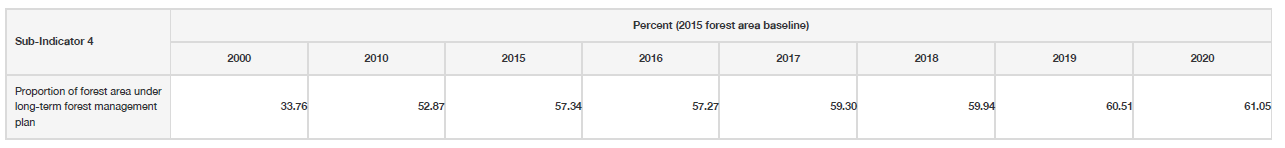 Percent (2015 forest area baseline)
Sub-Indicator 4
2000 2010 2015 2016 2017 2018 2019 2020
Proportion of forest area under
long-term forest management
plan
33.76 52.87 57.34 57.27 59.30 59.94 60.51 61.05